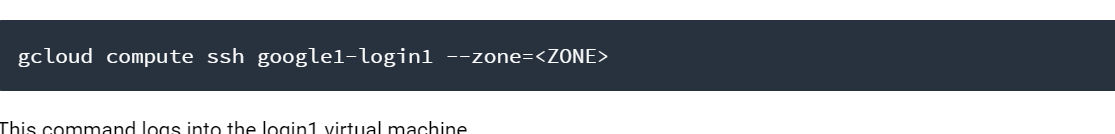 gcloud compute ssh google1-login1 --zone=<ZONE>
This command logs into the login1 virtual machine